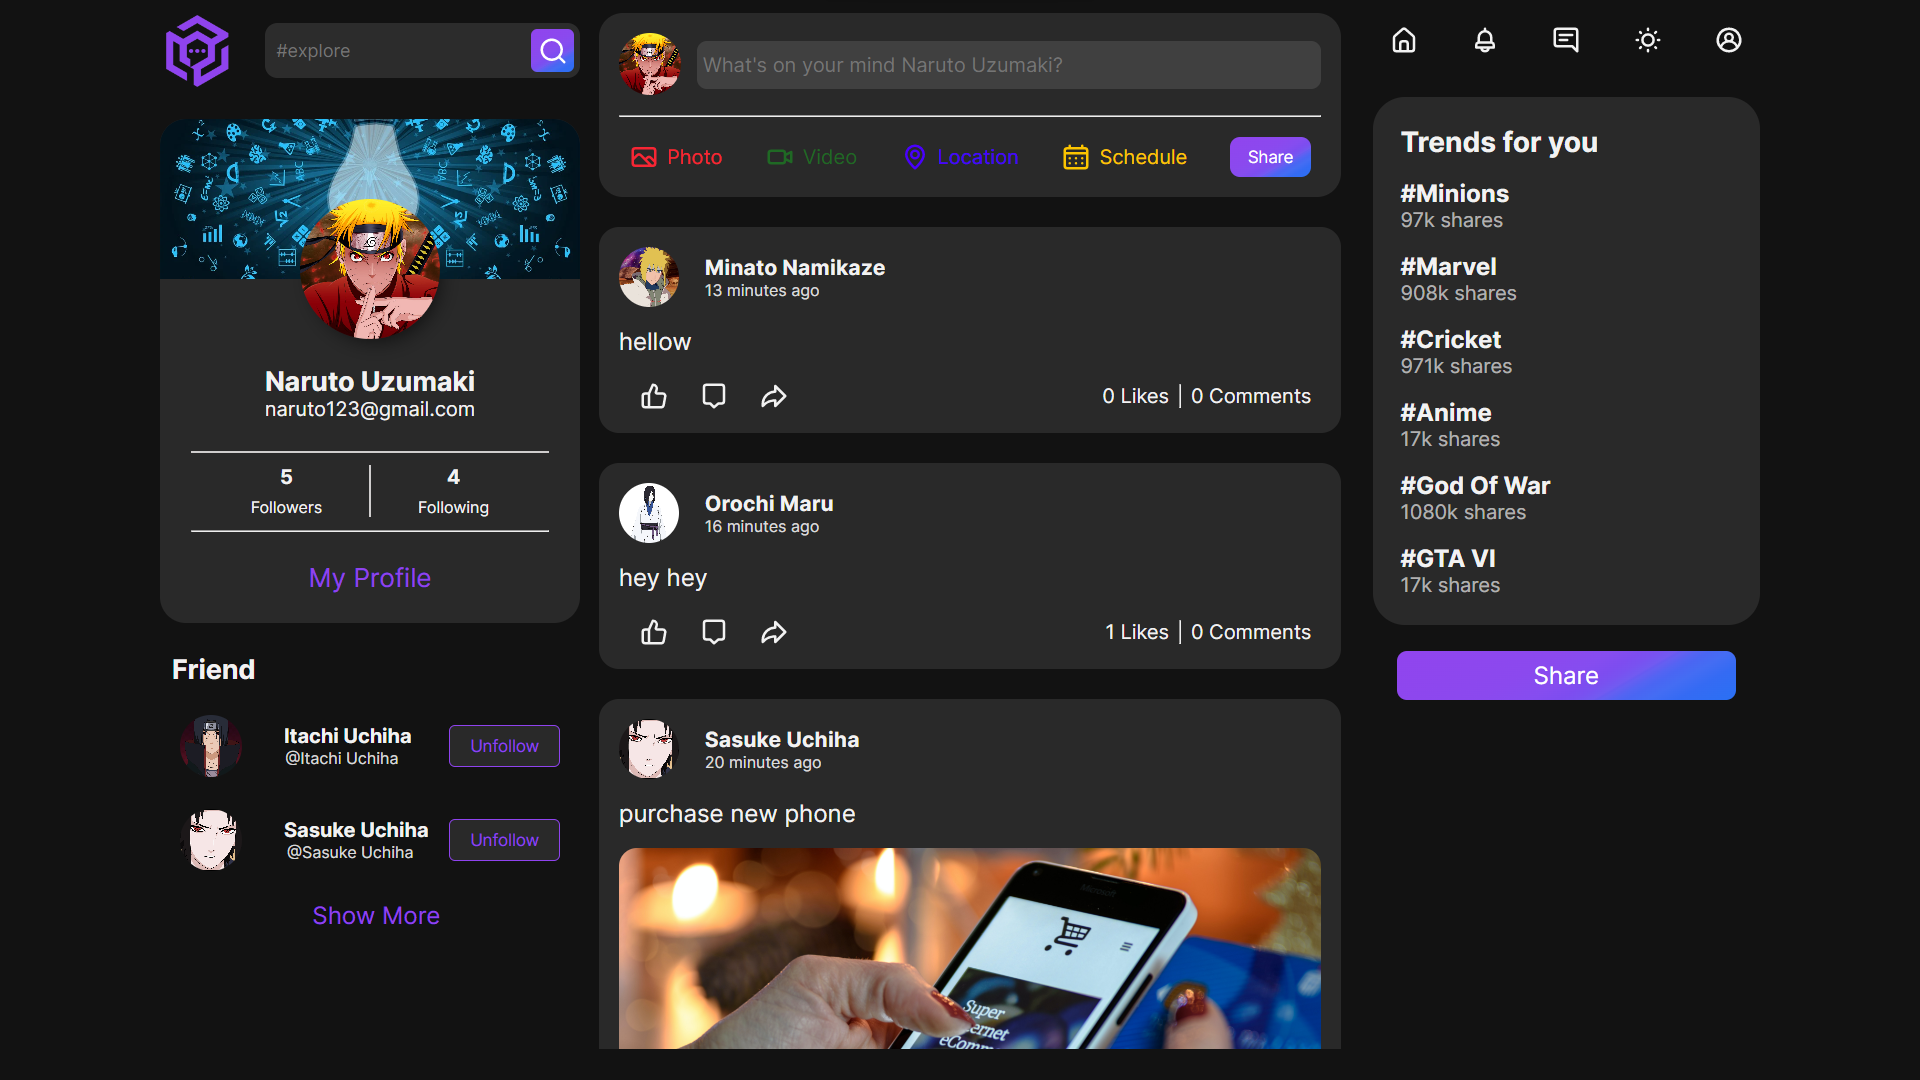 #explore
Naruto Uzumaki
naruto123@gmail.com
5
Followers
4
Following
My Profile
Friend
Itachi Uchiha
@Itachi Uchiha
Unfollow
Sasuke Uchiha
@Sasuke Uchiha
Unfollow
Show More
What's on your mind Naruto Uzumaki?
Photo
Video
Location
Schedule
Share
Minato Namikaze
13 minutes ago
hellow
0 Likes | 0 Comments
Orochi Maru
16 minutes ago
hey hey
1 Likes | 0 Comments
Sasuke Uchiha
20 minutes ago
purchase new phone
Microsoft
Super
Trends for you
#Minions
97k shares
#Marvel
908k shares
#Cricket
971k shares
#Anime
17k shares
#God Of War
1080k shares
#GTA VI
17k shares
Share